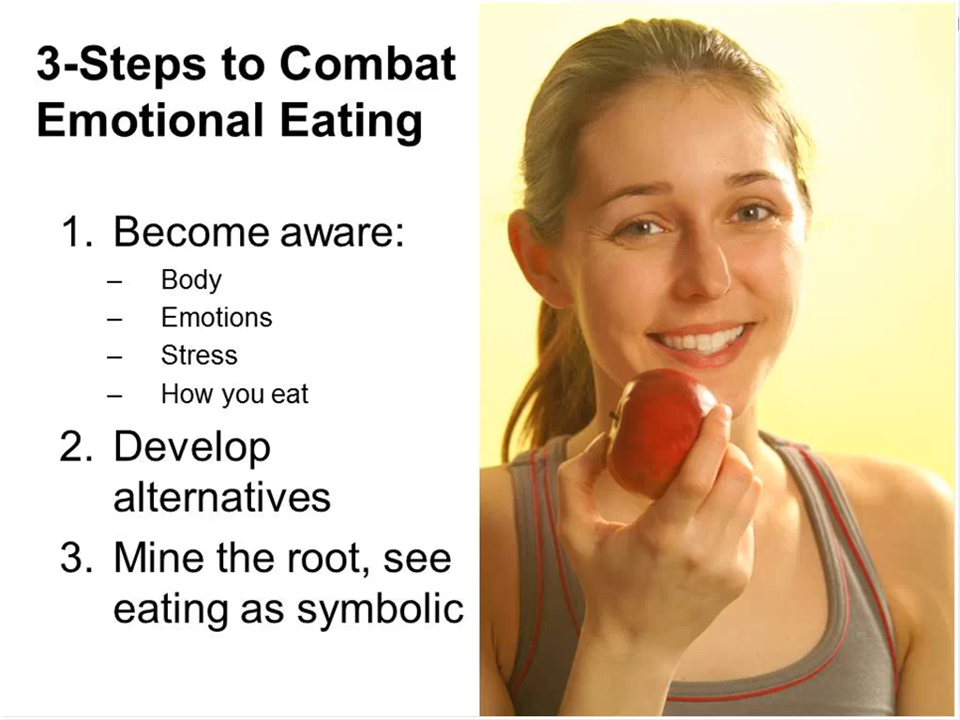 3-Steps to Combat
Emotional Eating
1. Become aware:
– Body
– Emotions
– Stress
– How you eat
2. Develop
alternatives
3. Mine the root, see
eating as symbolic